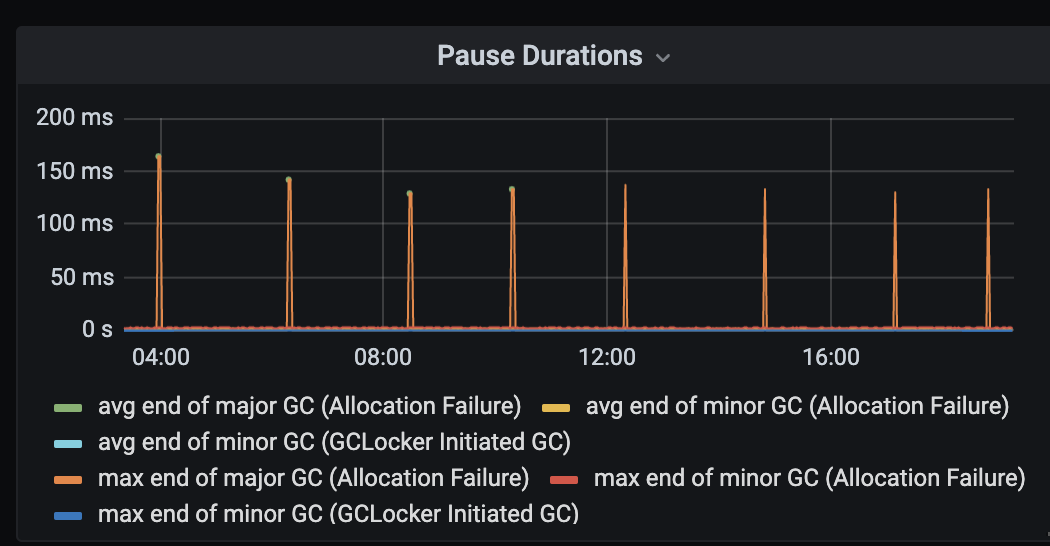 Pause Durations
200 ms
150 ms
100 ms
50 ms
0 s
04:00 08:00 12:00 16:00
avg end of major GC (Allocation Failure) avg end of minor GC (Allocation Failure)
avg end of minor GC (GCLocker Initiated GC)
max end of major GC (Allocation Failure) max end of minor GC (Allocation Failure)
max end of minor GC (GCLocker Initiated GC)